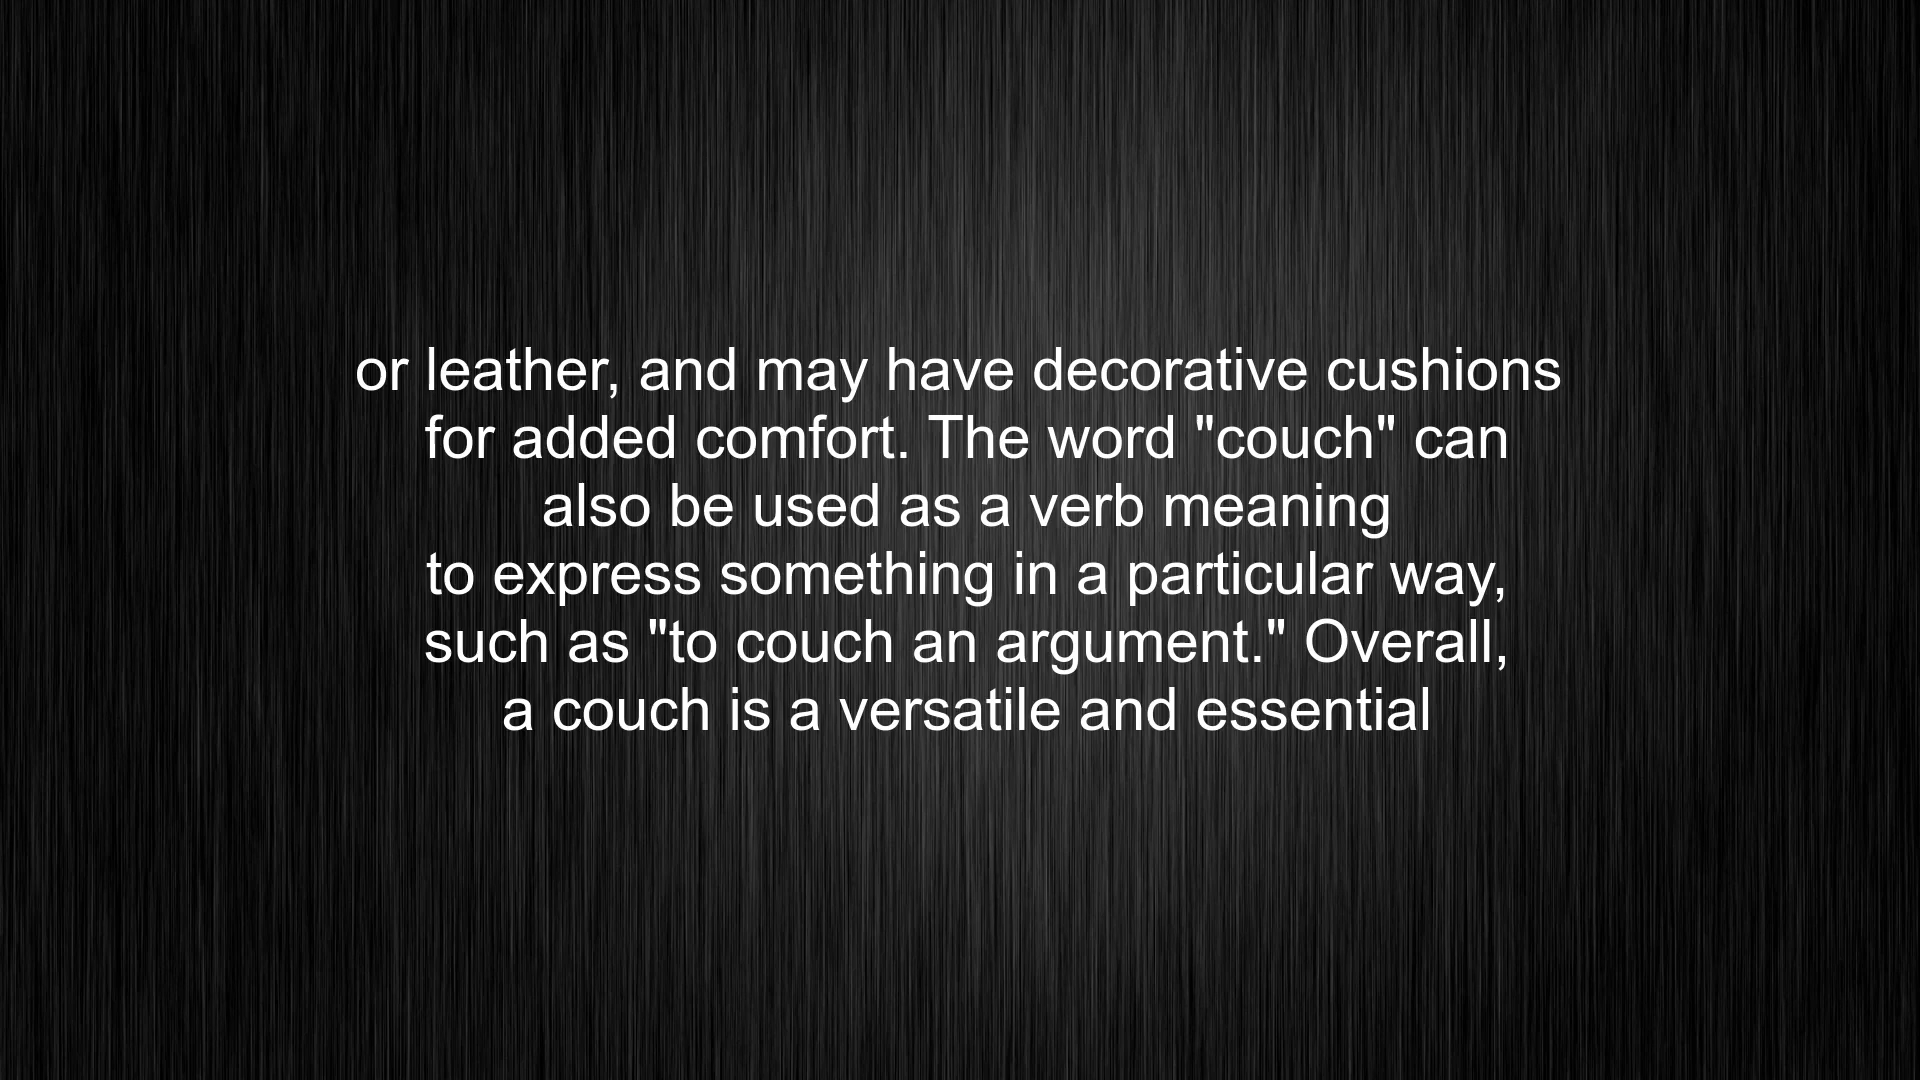 or leather, and may have decorative cushions
for added comfort. The word "couch" can
also be used as a verb meaning
to express something in a particular way,
such as "to couch an argument." Overall,
a couch is a versatile and essential